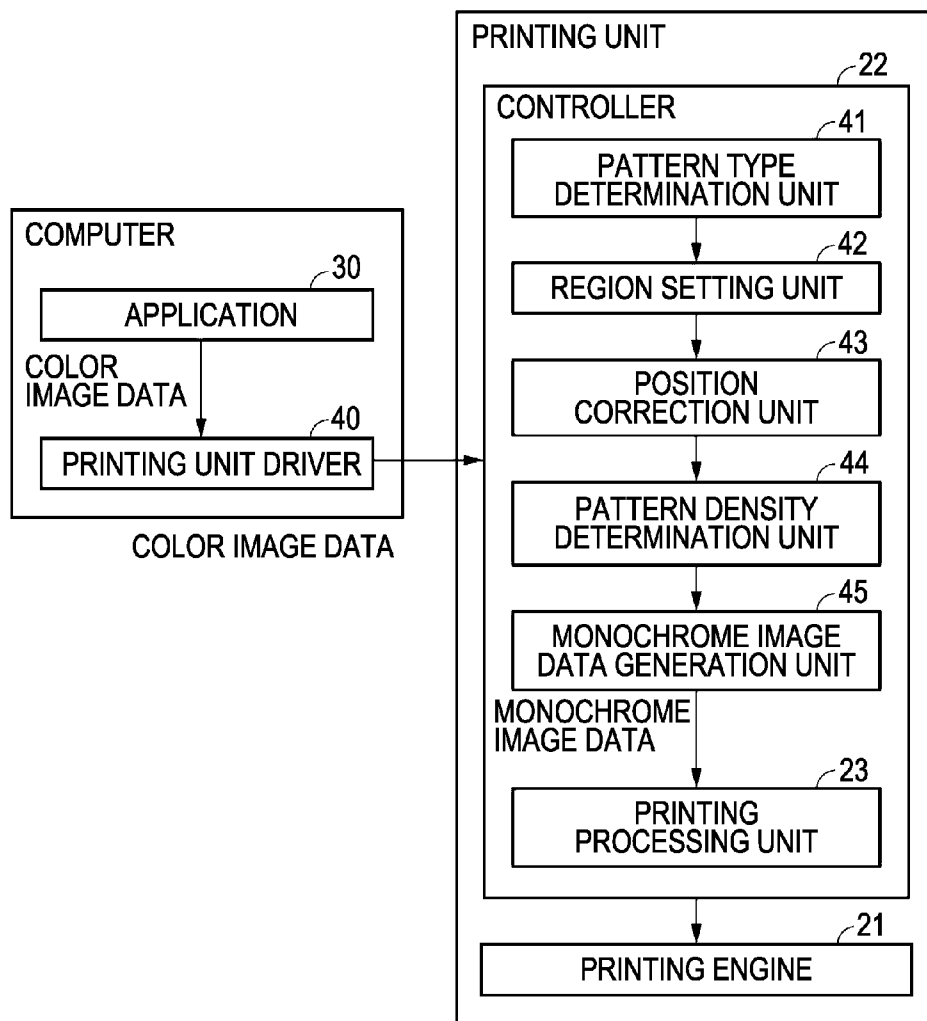 PRINTING UNIT
22
CONTROLLER
41
PATTERN TYPE
DETERMINATION UNIT
42
REGION SETTING UNIT
43
POSITION
CORRECTION UNIT
44
PATTERN DENSITY
DETERMINATION UNIT
45
MONOCHROME IMAGE
DATA GENERATION UNIT
MONOCHROME
IMAGE DATA
23
PRINTING
PROCESSING UNIT
21
PRINTING ENGINE
COMPUTER
30
APPLICATION
COLOR
IMAGE DATA
40
PRINTING UNIT DRIVER
COLOR IMAGE DATA